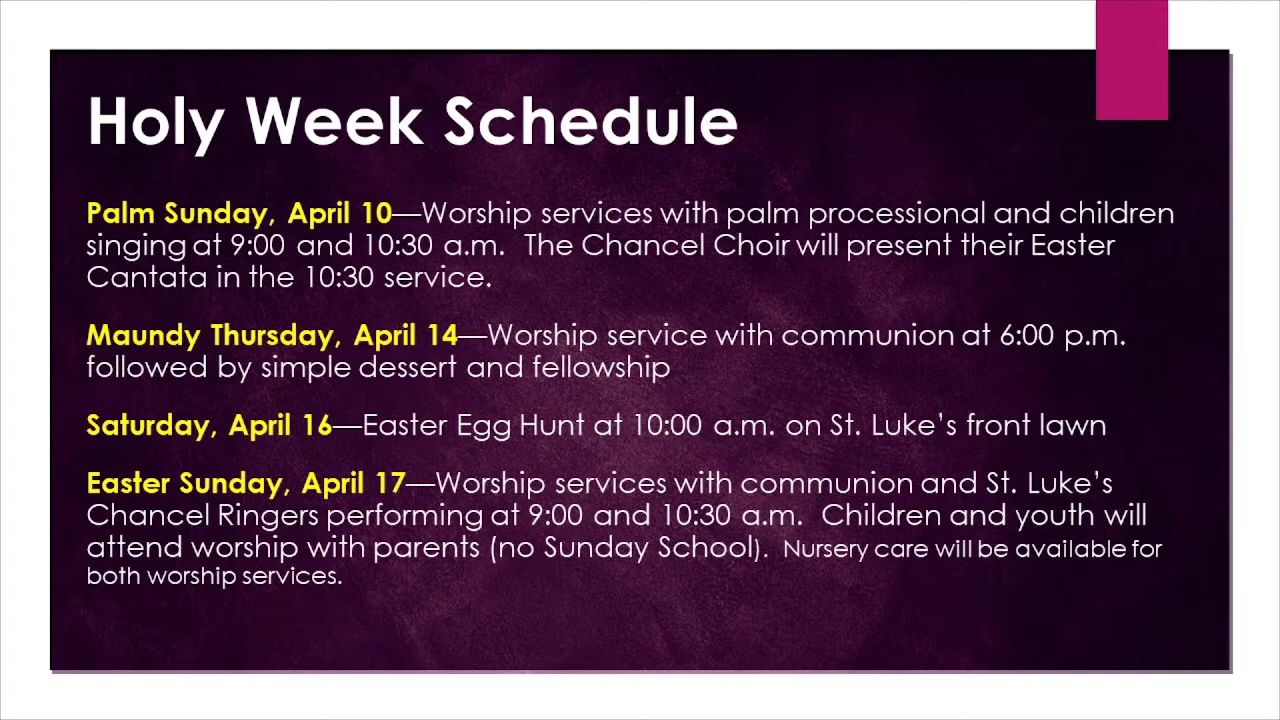 Holy Week Schedule
Palm Sunday, April 10—Worship services with palm processional and children
singing at 9:00 and 10:30 a.m.  The Chancel Choir will present their Easter
Cantata in the 10:30 service.
Maundy Thursday, April 14—Worship service with communion at 6:00 p.m.
followed by simple dessert and fellowship
Saturday, April 16—Easter Egg Hunt at 10:00 a.m. on St. Luke’s front lawn
Easter Sunday, April 17—Worship services with communion and St. Luke’s
Chancel Ringers performing at 9:00 and 10:30 a.m.  Children and youth will
attend worship with parents (no Sunday School).  Nursery care will be available for
both worship services.